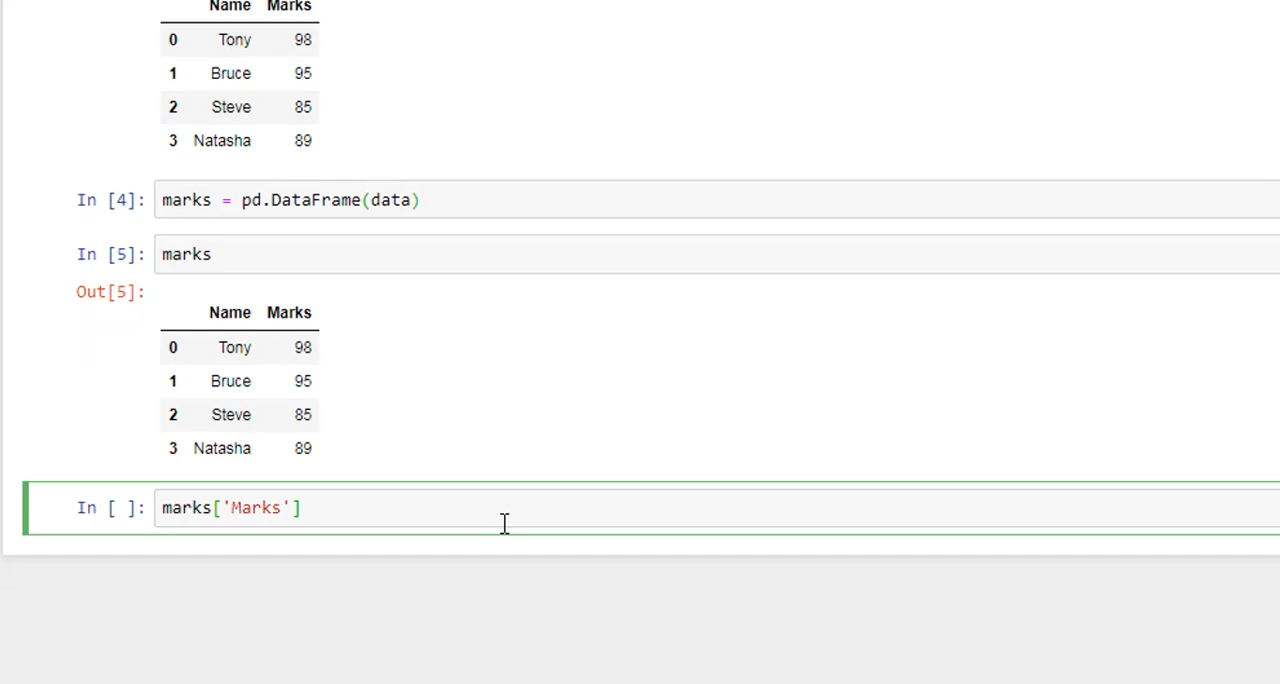 Name Marks
0 Tony 98
1 Bruce 95
2 Steve 85
3 Natasha 89
In [4]: marks = pd.DataFrame(data)
In [5]: marks
Out[5]:
Name Marks
0 Tony 98
1 Bruce 95
2 Steve 85
3 Natasha 89
In [ ]: marks['Marks']